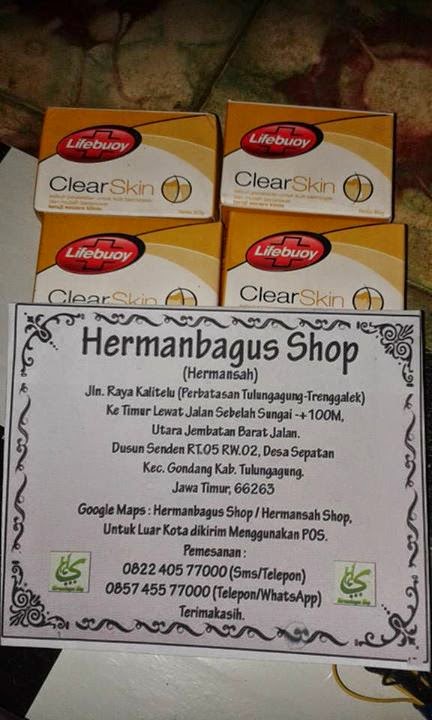 Lifebuoy
ClearSkin
Lifebuoy
ClearSkin
Lifebuoy
ClearSkin
Lifebuoy
ClearSkin
Hermanbagus Shop
(Hermansah)
Jln. Raya Kalitelu (Perbatasan Tulungagung-Trenggalek)
Ke Timur Lewat Jalan Sebelah Sungai -+ 100M,
Utara Jembatan Barat Jalan.
Dusun Senden RT.05 RW.02, Desa Sepatan
Kec. Gondang Kab. Tulungagung.
Jawa Timur, 66263
Google Maps : Hermanbagus Shop / Hermansah Shop,
Untuk Luar Kota dikirim Menggunakan POS.
Pemesanan :
0822 405 77000 (Sms/Telepon)
0857 455 77000 (Telepon/WhatsApp)
Terimakasih.